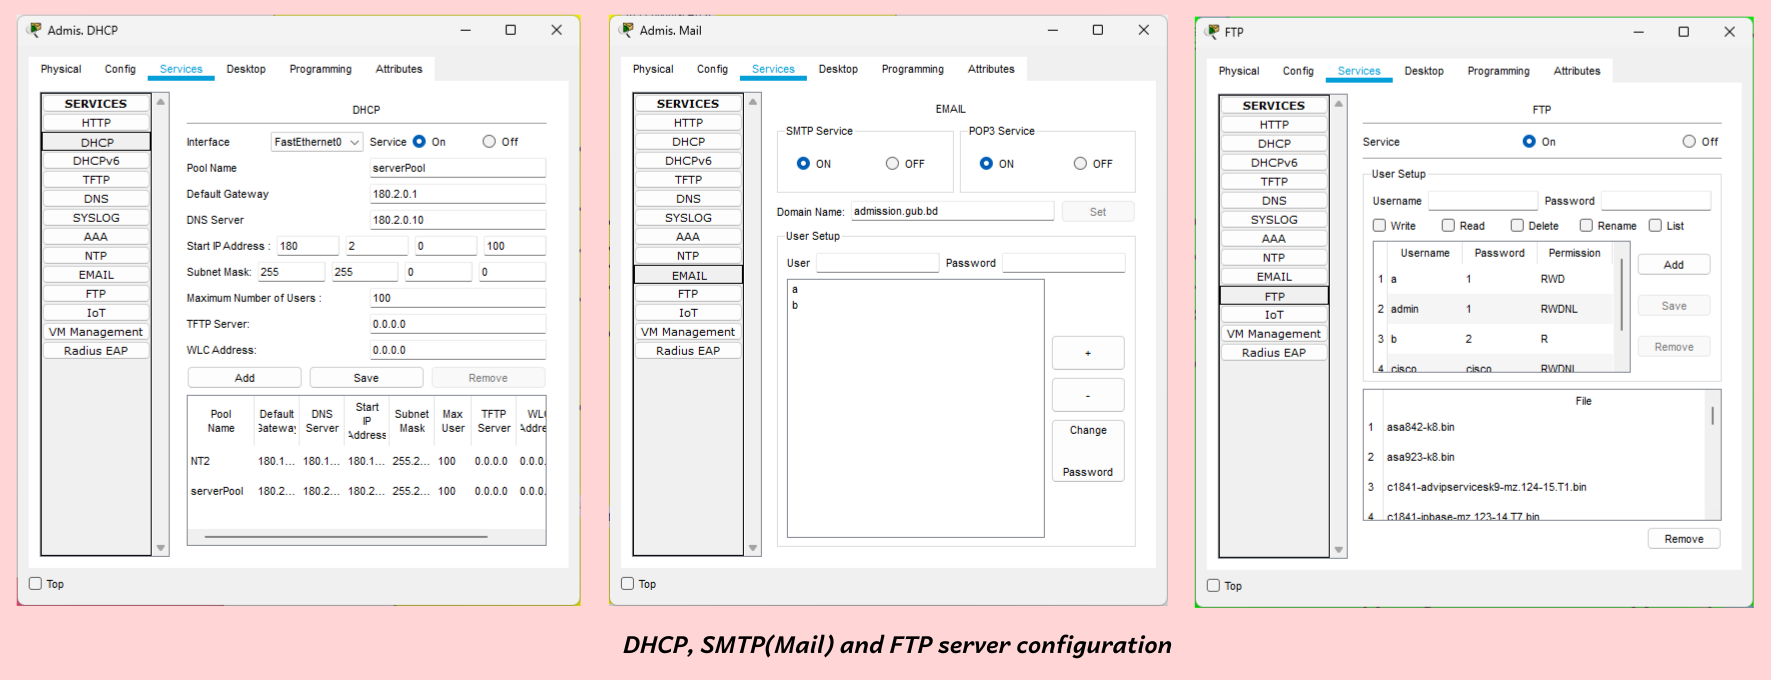 Admis. DHCP
Physical Config Services Desktop Programming Attributes
SERVICES
HTTP
DHCP
DHCPv6
TFTP
DNS
SYSLOG
AAA
NTP
EMAIL
FTP
IoT
VM Management
Radius EAP
DHCP
Interface FastEthernet0 Service On Off
Pool Name serverPool
Default Gateway 180.2.0.1
DNS Server 180.2.0.10
Start IP Address : 180 2 0 100
Subnet Mask: 255 255 0 0
Maximum Number of Users : 100
TFTP Server: 0.0.0.0
WLC Address: 0.0.0.0
Add Save Remove
Pool Name Default Gateway DNS Server Start IP Address Subnet Mask Max User TFTP Server WLC Addre
NT2 180.1... 180.1... 180.1... 255.2... 100 0.0.0.0 0.0.0.
serverPool 180.2... 180.2... 180.2... 255.2... 100 0.0.0.0 0.0.0.
Top
Admis. Mail
Physical Config Services Desktop Programming Attributes
SERVICES
HTTP
DHCP
DHCPv6
TFTP
DNS
SYSLOG
AAA
NTP
EMAIL
FTP
IoT
VM Management
Radius EAP
EMAIL
SMTP Service POP3 Service
ON OFF ON OFF
Domain Name: admission.gub.bd Set
User Setup
User Password
a
b
+
-
Change
Password
Top
FTP
Physical Config Services Desktop Programming Attributes
SERVICES
HTTP
DHCP
DHCPv6
TFTP
DNS
SYSLOG
AAA
NTP
EMAIL
FTP
IoT
VM Management
Radius EAP
FTP
Service On Off
User Setup
Username Password
Write Read Delete Rename List
Username Password Permission
1 a 1 RWD
2 admin 1 RWDNL
3 b 2 R
4 cisco cisco RWDNL
Add
Save
Remove
File
1 asa842-k8.bin
2 asa923-k8.bin
3 c1841-advipservicesk9-mz.124-15.T1.bin
4 c1841-ipbase-mz.123-14.T7.bin
Remove
Top
DHCP, SMTP(Mail) and FTP server configuration